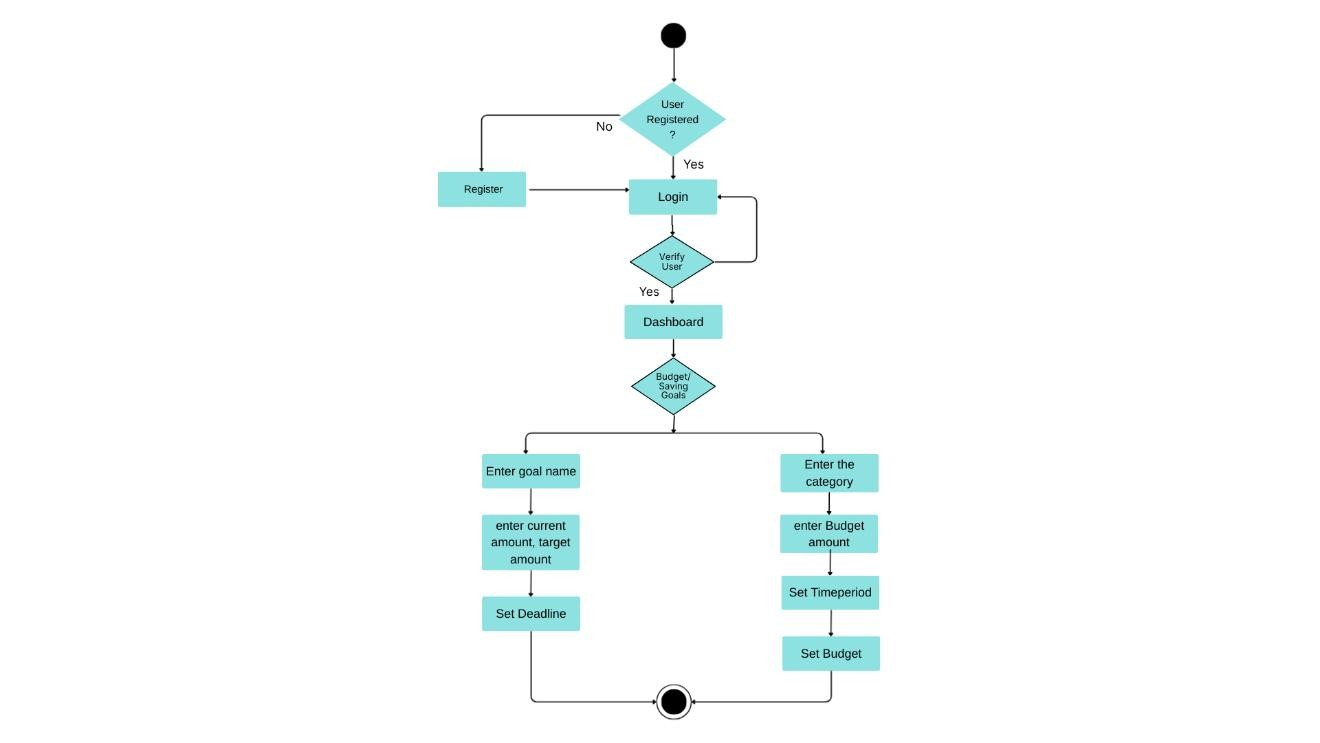 User
Registered
?
No
Yes
Register
Login
Verify
User
Yes
Dashboard
Budget/
Saving
Goals
Enter goal name
enter current
amount, target
amount
Set Deadline
Enter the
category
enter Budget
amount
Set Timeperiod
Set Budget